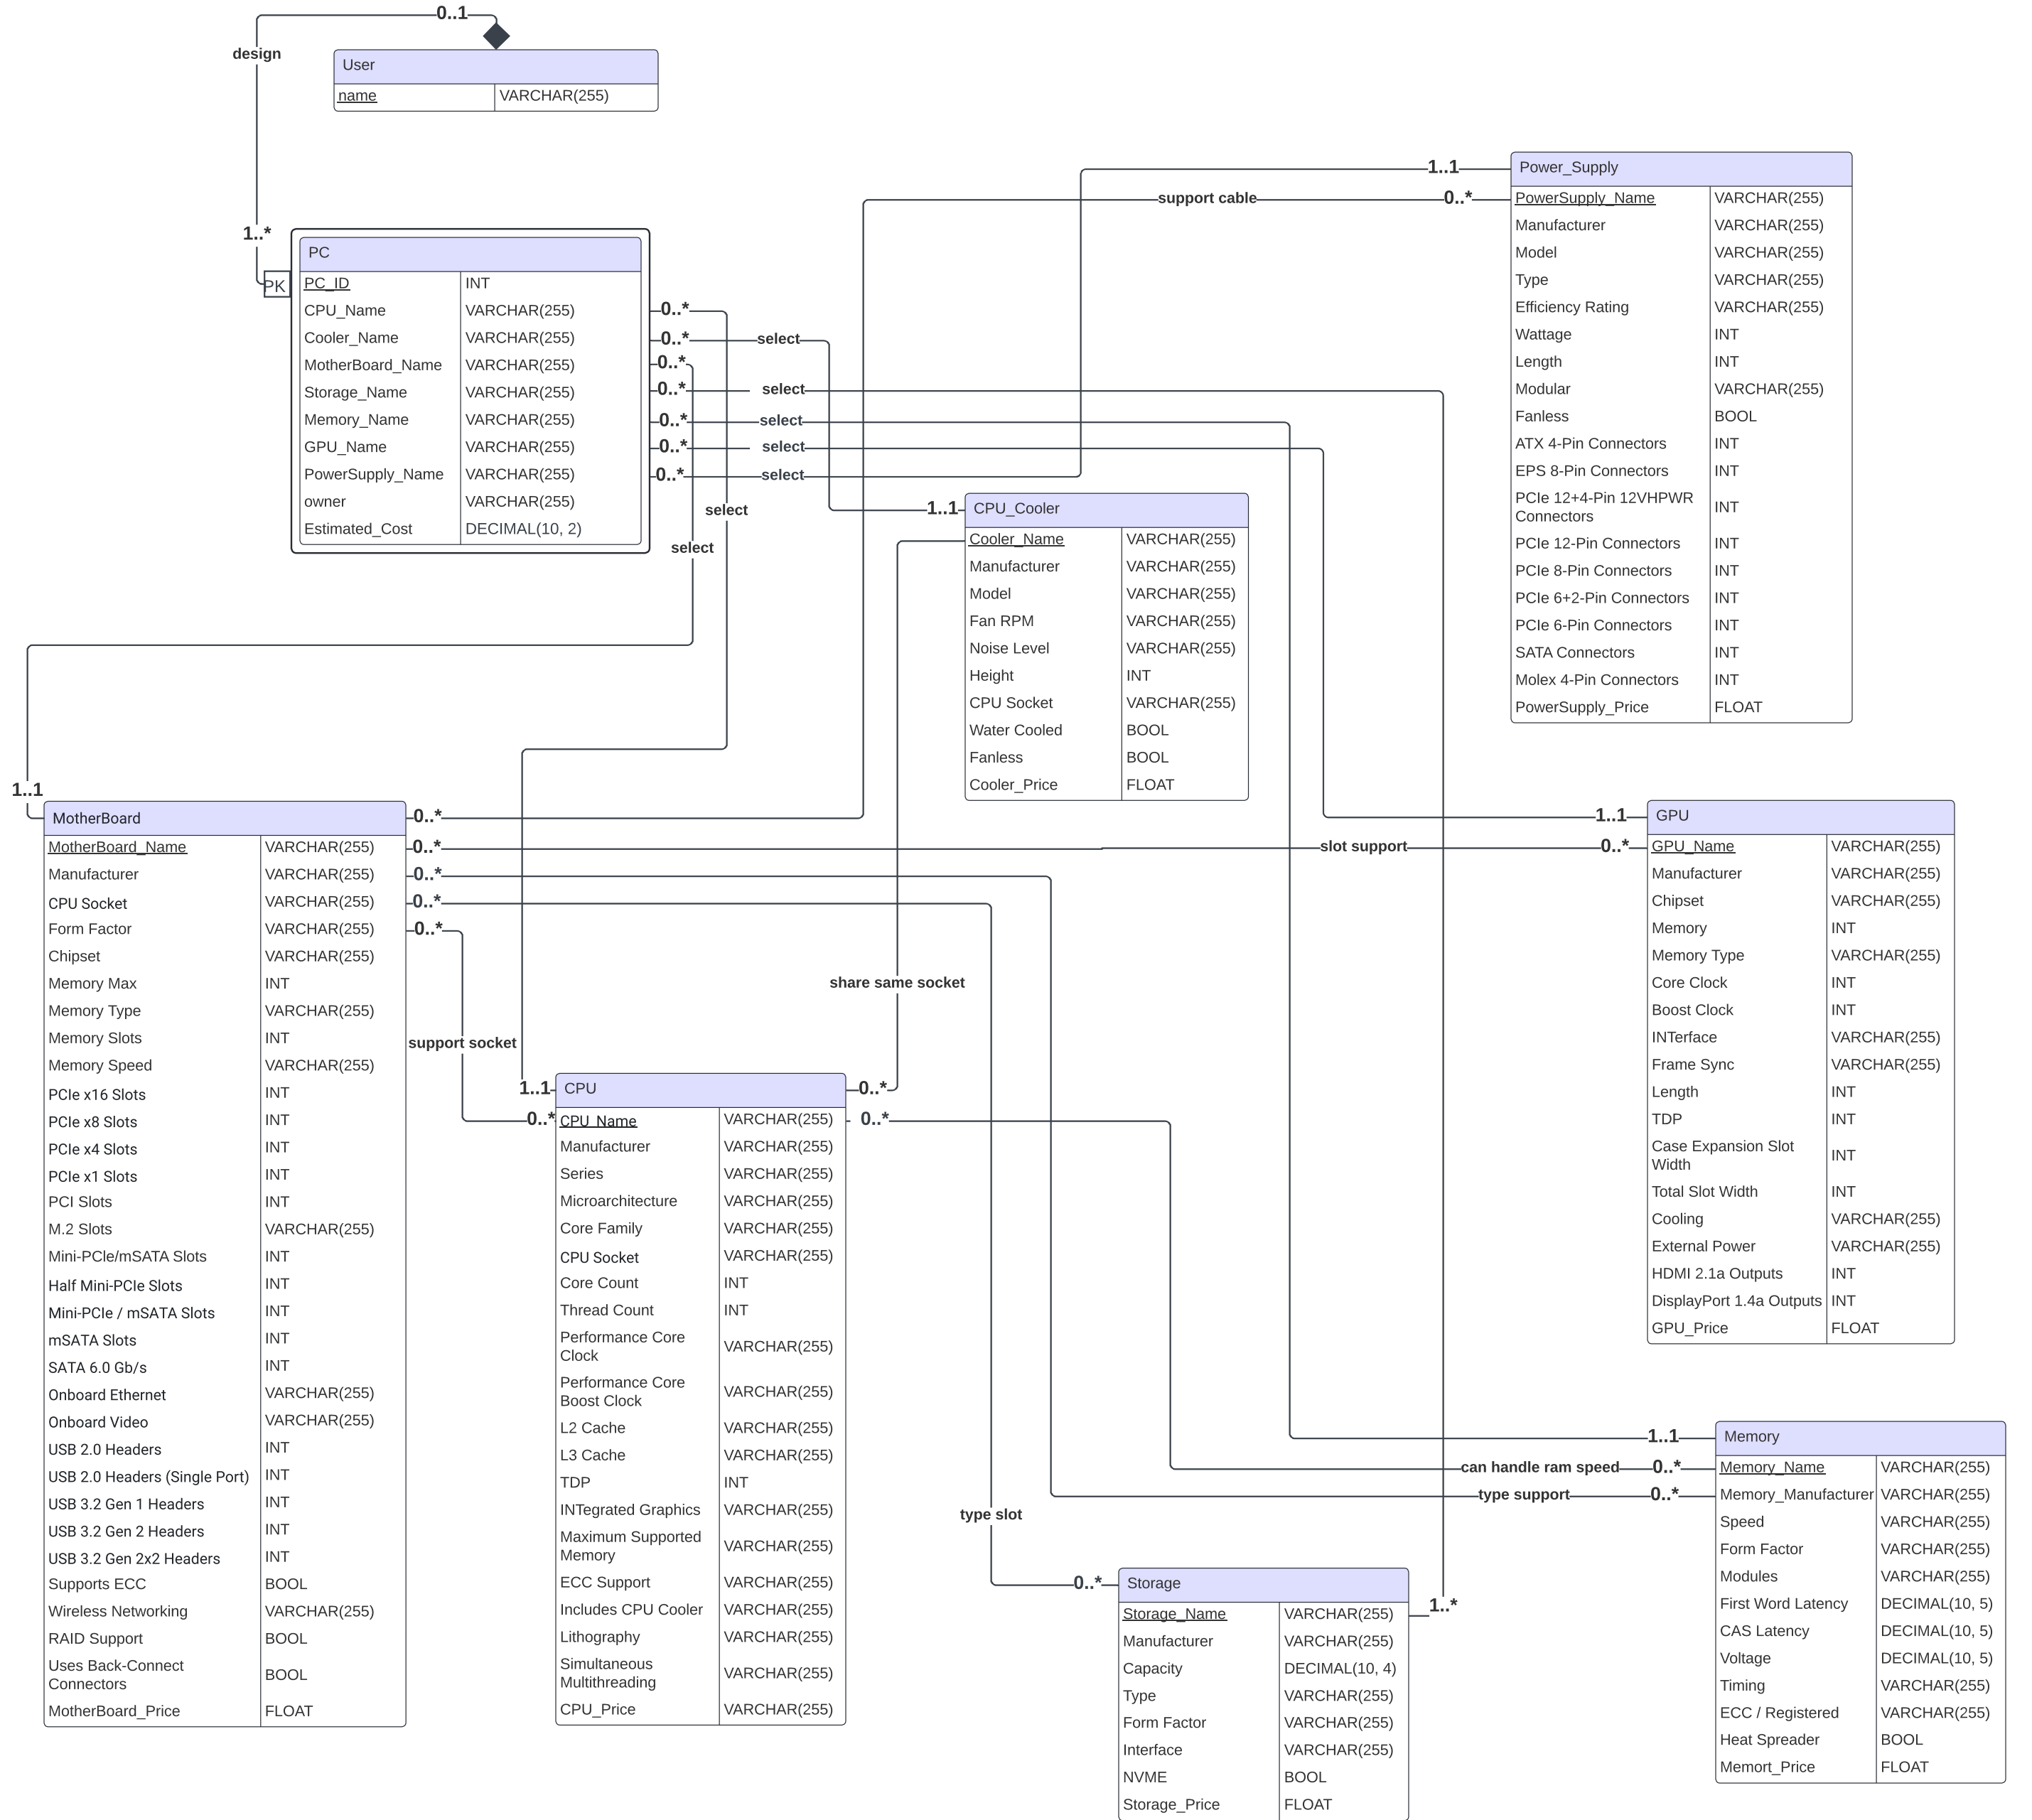 0..1
design
User
name VARCHAR(255)
1..*
PK
PC
PC_ID INT
CPU_Name VARCHAR(255)
Cooler_Name VARCHAR(255)
MotherBoard_Name VARCHAR(255)
Storage_Name VARCHAR(255)
Memory_Name VARCHAR(255)
GPU_Name VARCHAR(255)
PowerSupply_Name VARCHAR(255)
owner VARCHAR(255)
Estimated_Cost DECIMAL(10, 2)
0..*
0..* select
0..*
0..* select
0..* select
0..* select
0..* select
select
select
1..1
support cable 0..*
Power_Supply
PowerSupply_Name VARCHAR(255)
Manufacturer VARCHAR(255)
Model VARCHAR(255)
Type VARCHAR(255)
Efficiency Rating VARCHAR(255)
Wattage INT
Length INT
Modular VARCHAR(255)
Fanless BOOL
ATX 4-Pin Connectors INT
EPS 8-Pin Connectors INT
PCIe 12+4-Pin 12VHPWR
Connectors INT
PCIe 12-Pin Connectors INT
PCIe 8-Pin Connectors INT
PCIe 6+2-Pin Connectors INT
PCIe 6-Pin Connectors INT
SATA Connectors INT
Molex 4-Pin Connectors INT
PowerSupply_Price FLOAT
1..1
CPU_Cooler
Cooler_Name VARCHAR(255)
Manufacturer VARCHAR(255)
Model VARCHAR(255)
Fan RPM VARCHAR(255)
Noise Level VARCHAR(255)
Height INT
CPU Socket VARCHAR(255)
Water Cooled BOOL
Fanless BOOL
Cooler_Price FLOAT
1..1
MotherBoard
MotherBoard_Name VARCHAR(255)
Manufacturer VARCHAR(255)
CPU Socket VARCHAR(255)
Form Factor VARCHAR(255)
Chipset VARCHAR(255)
Memory Max INT
Memory Type VARCHAR(255)
Memory Slots INT
Memory Speed VARCHAR(255)
PCIe x16 Slots INT
PCIe x8 Slots INT
PCIe x4 Slots INT
PCIe x1 Slots INT
PCI Slots INT
M.2 Slots VARCHAR(255)
Mini-PCIe/mSATA Slots INT
Half Mini-PCIe Slots INT
Mini-PCIe / mSATA Slots INT
mSATA Slots INT
SATA 6.0 Gb/s INT
Onboard Ethernet VARCHAR(255)
Onboard Video VARCHAR(255)
USB 2.0 Headers INT
USB 2.0 Headers (Single Port) INT
USB 3.2 Gen 1 Headers INT
USB 3.2 Gen 2 Headers INT
USB 3.2 Gen 2x2 Headers INT
Supports ECC BOOL
Wireless Networking VARCHAR(255)
RAID Support BOOL
Uses Back-Connect
Connectors BOOL
MotherBoard_Price FLOAT
0..*
0..*
0..*
0..*
0..*
slot support 0..*
1..1
share same socket
support socket
1..1
0..*
0..*
0..*
CPU
CPU_Name VARCHAR(255)
Manufacturer VARCHAR(255)
Series VARCHAR(255)
Microarchitecture VARCHAR(255)
Core Family VARCHAR(255)
CPU Socket VARCHAR(255)
Core Count INT
Thread Count INT
Performance Core
Clock VARCHAR(255)
Performance Core
Boost Clock VARCHAR(255)
L2 Cache VARCHAR(255)
L3 Cache VARCHAR(255)
TDP INT
INTegrated Graphics VARCHAR(255)
Maximum Supported
Memory VARCHAR(255)
ECC Support VARCHAR(255)
Includes CPU Cooler VARCHAR(255)
Lithography VARCHAR(255)
Simultaneous
Multithreading VARCHAR(255)
CPU_Price VARCHAR(255)
GPU
GPU_Name VARCHAR(255)
Manufacturer VARCHAR(255)
Chipset VARCHAR(255)
Memory INT
Memory Type VARCHAR(255)
Core Clock INT
Boost Clock INT
INTerface VARCHAR(255)
Frame Sync VARCHAR(255)
Length INT
TDP INT
Case Expansion Slot
Width INT
Total Slot Width INT
Cooling VARCHAR(255)
External Power VARCHAR(255)
HDMI 2.1a Outputs INT
DisplayPort 1.4a Outputs INT
GPU_Price FLOAT
1..1
can handle ram speed 0..*
type support 0..*
Memory
Memory_Name VARCHAR(255)
Memory_Manufacturer VARCHAR(255)
Speed VARCHAR(255)
Form Factor VARCHAR(255)
Modules VARCHAR(255)
First Word Latency DECIMAL(10, 5)
CAS Latency DECIMAL(10, 5)
Voltage DECIMAL(10, 5)
Timing VARCHAR(255)
ECC / Registered VARCHAR(255)
Heat Spreader BOOL
Memort_Price FLOAT
type slot
0..*
1..*
Storage
Storage_Name VARCHAR(255)
Manufacturer VARCHAR(255)
Capacity DECIMAL(10, 4)
Type VARCHAR(255)
Form Factor VARCHAR(255)
Interface VARCHAR(255)
NVME BOOL
Storage_Price FLOAT